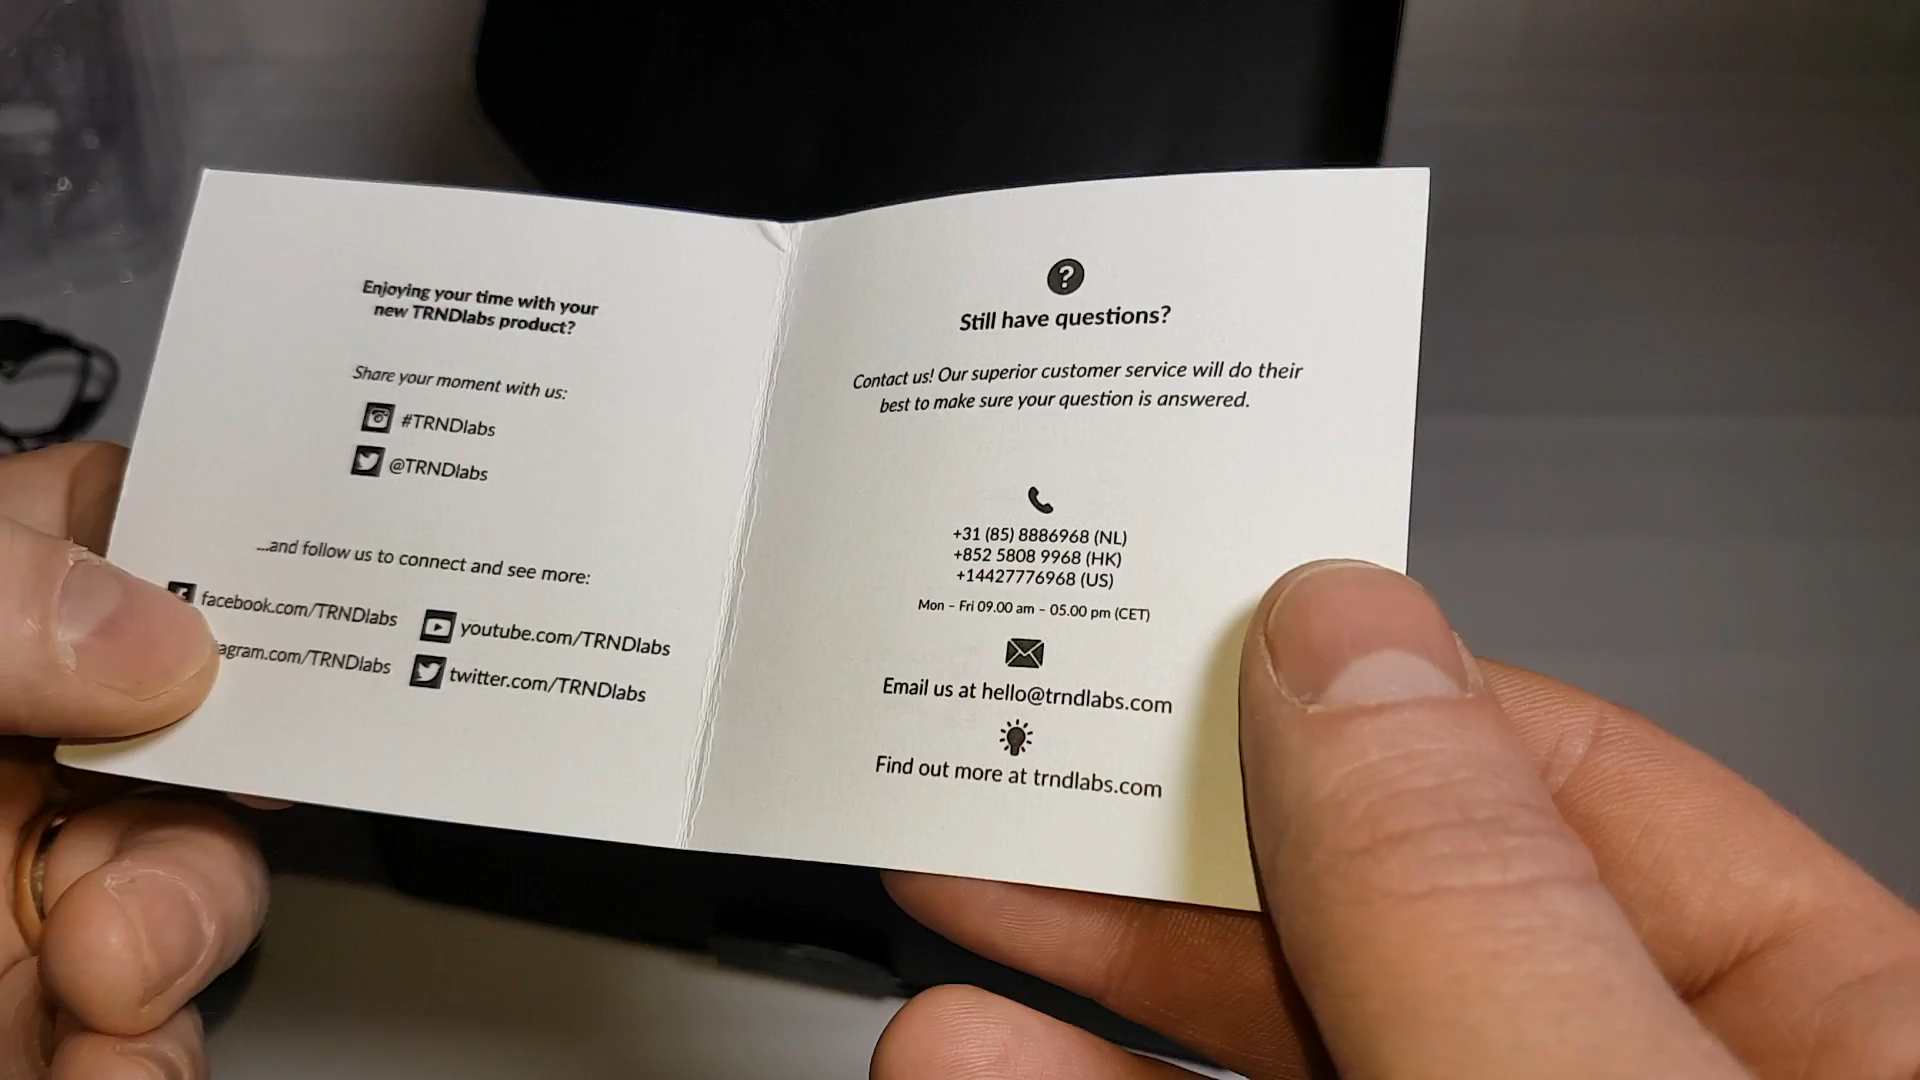 Enjoying your time with your
new TRNDlabs product?
Share your moment with us:
#TRNDlabs
@TRNDlabs
...and follow us to connect and see more:
facebook.com/TRNDlabs
youtube.com/TRNDlabs
agram.com/TRNDlabs
twitter.com/TRNDlabs
?
Still have questions?
Contact us! Our superior customer service will do their
best to make sure your question is answered.
+31 (85) 8886968 (NL)
+852 5808 9968 (HK)
+14427776968 (US)
Mon - Fri 09.00 am - 05.00 pm (CET)
Email us at hello@trndlabs.com
Find out more at trndlabs.com